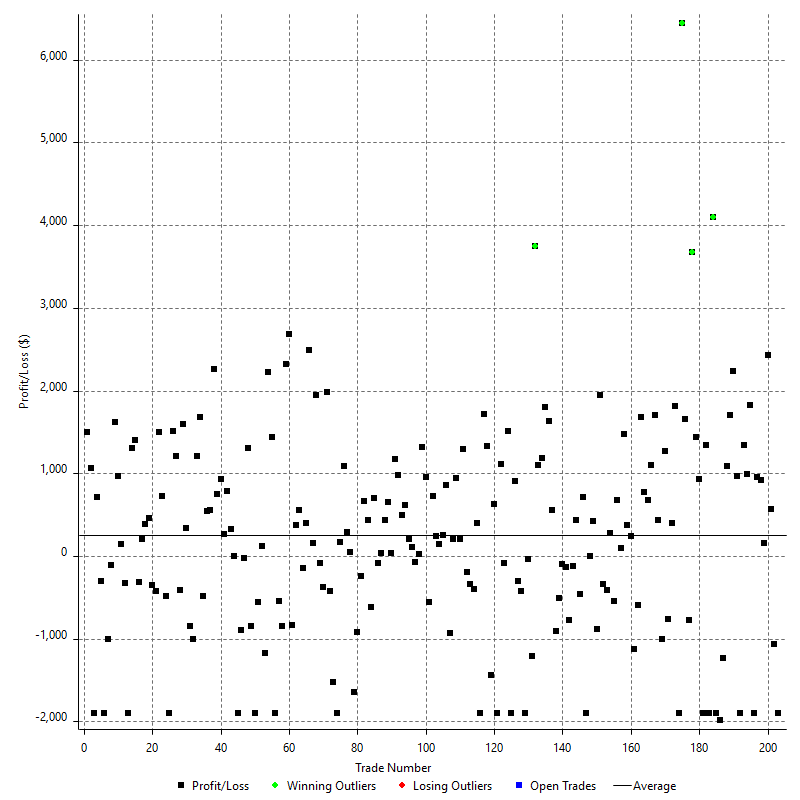 6,000
5,000
4,000
3,000
2,000
1,000
0
-1,000
-2,000
Profit/Loss ($)
0 20 40 60 80 100 120 140 160 180 200
Trade Number
Profit/Loss Winning Outliers Losing Outliers Open Trades Average